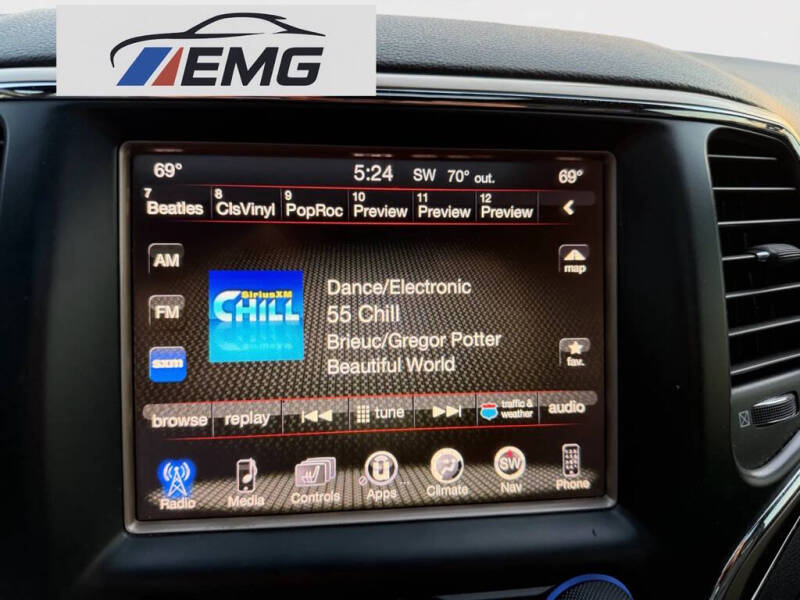 EMG
69° 5:24 SW 70° out. 69°
7 8 9 10 11 12
Beatles ClsVinyl PopRoc Preview Preview Preview
AM
map
SiriusXM
CHILL
Dance/Electronic
55 Chill
FM
Brieuc/Gregor Potter
Beautiful World
fav.
sxm
browse replay tune traffic & weather audio
SW
Radio Media Controls Apps Climate Nav Phone